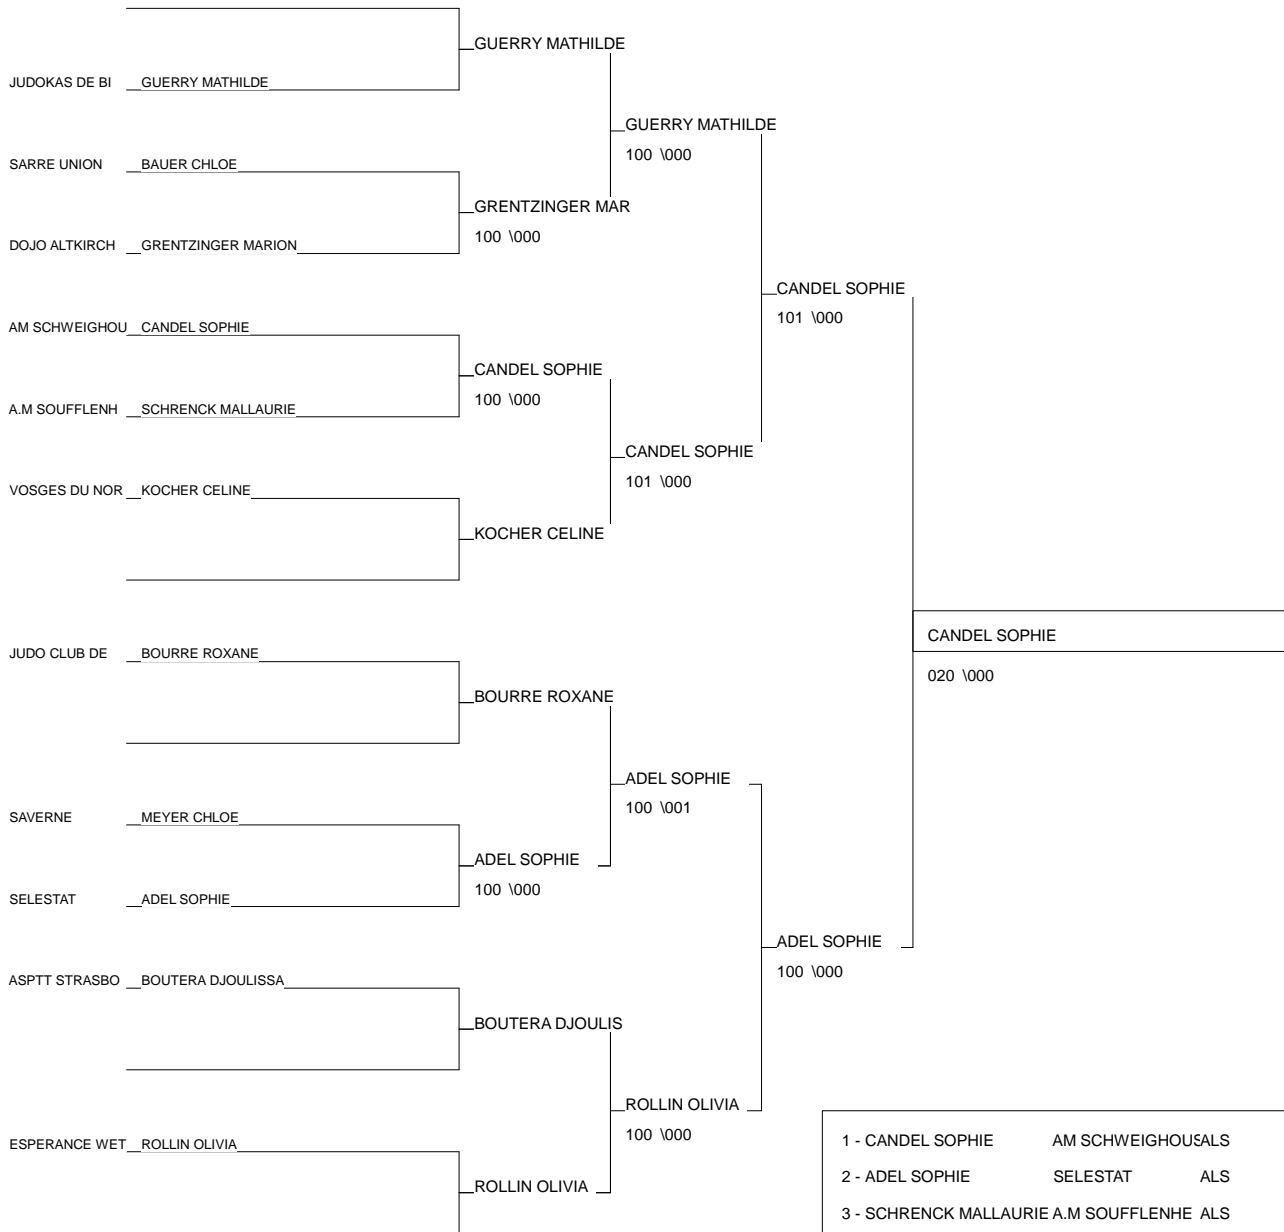 GUERRY MATHILDE
JUDOKAS DE BI GUERRY MATHILDE
GUERRY MATHILDE
100 \000
SARRE UNION BAUER CHLOE
GRENTZINGER MAR
100 \000
DOJO ALTKIRCH GRENTZINGER MARION
CANDEL SOPHIE
101 \000
AM SCHWEIGHOU CANDEL SOPHIE
CANDEL SOPHIE
100 \000
A.M SOUFFLENH SCHRENCK MALLAURIE
CANDEL SOPHIE
101 \000
VOSGES DU NOR KOCHER CELINE
KOCHER CELINE
CANDEL SOPHIE
020 \000
JUDO CLUB DE BOURRE ROXANE
BOURRE ROXANE
ADEL SOPHIE
100 \001
SAVERNE MEYER CHLOE
ADEL SOPHIE
100 \000
SELESTAT ADEL SOPHIE
ADEL SOPHIE
100 \000
ASPTT STRASBO BOUTERA DJOULISSA
BOUTERA DJOULIS
ROLLIN OLIVIA
100 \000
ESPERANCE WET ROLLIN OLIVIA
ROLLIN OLIVIA
1 - CANDEL SOPHIE AM SCHWEIGHOUSALS
2 - ADEL SOPHIE SELESTAT ALS
3 - SCHRENCK MALLAURIE A.M SOUFFLENHE ALS